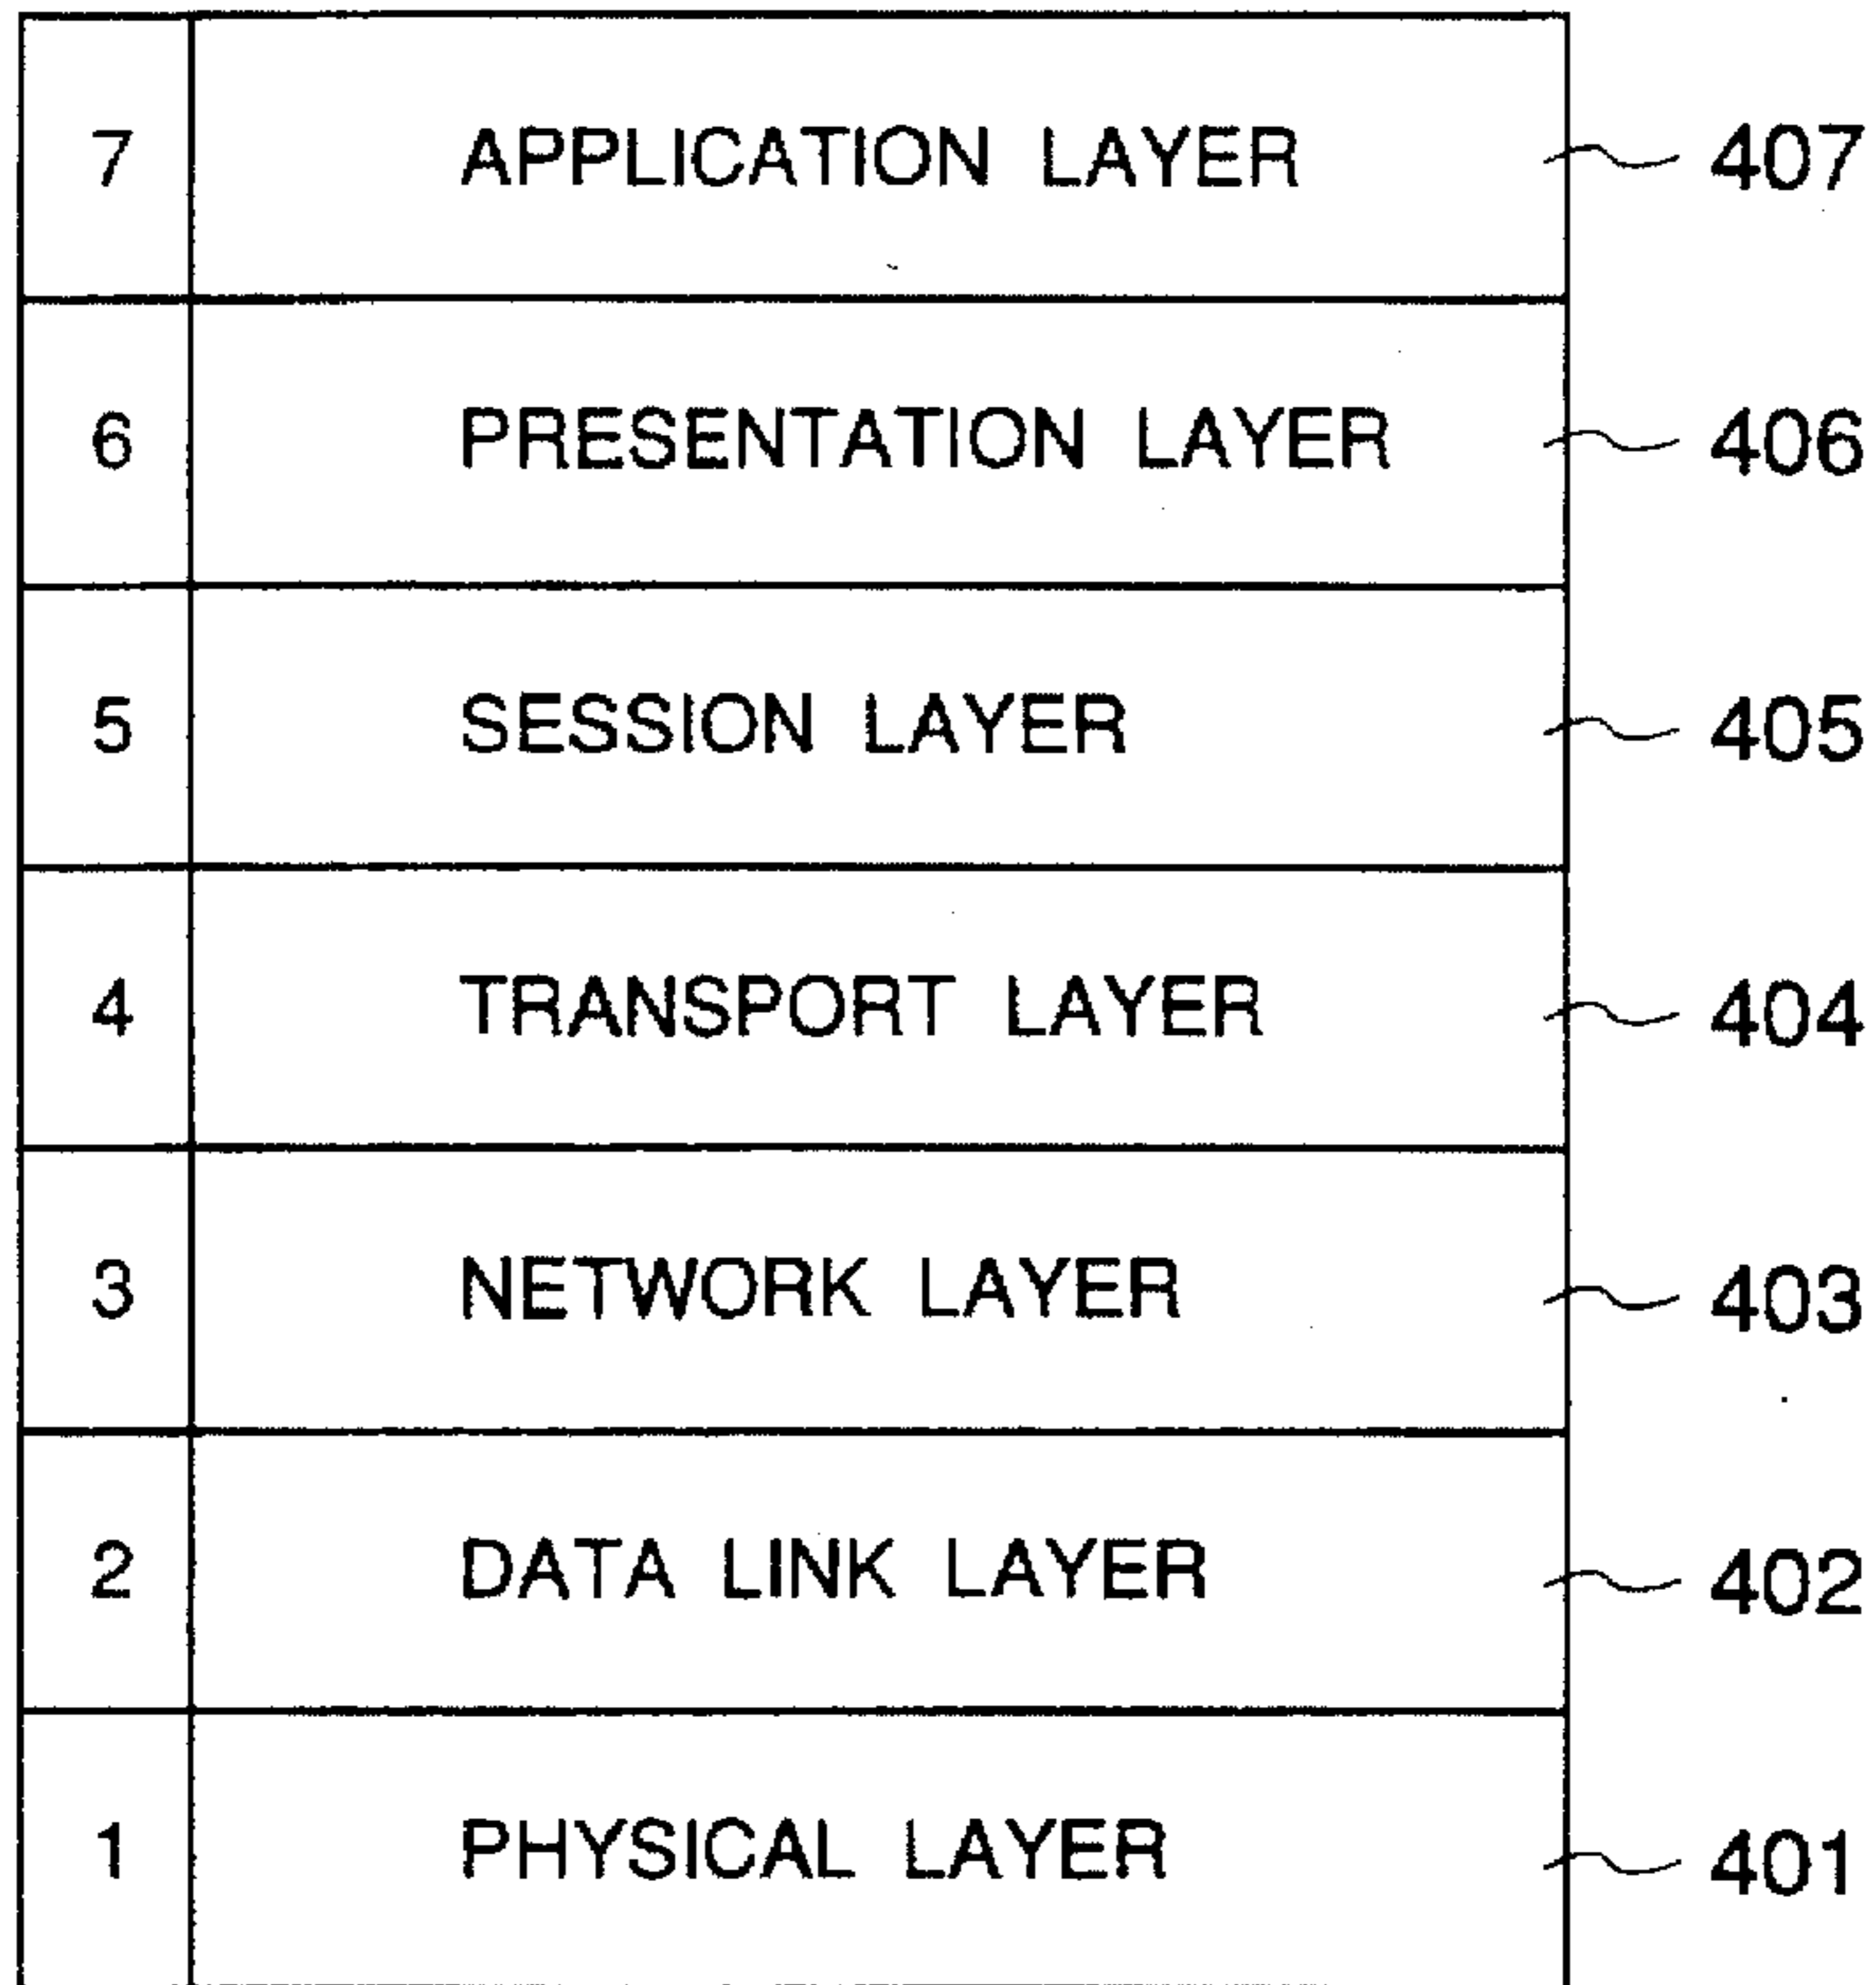 7 APPLICATION LAYER 407
6 PRESENTATION LAYER 406
5 SESSION LAYER 405
4 TRANSPORT LAYER 404
3 NETWORK LAYER 403
2 DATA LINK LAYER 402
1 PHYSICAL LAYER 401